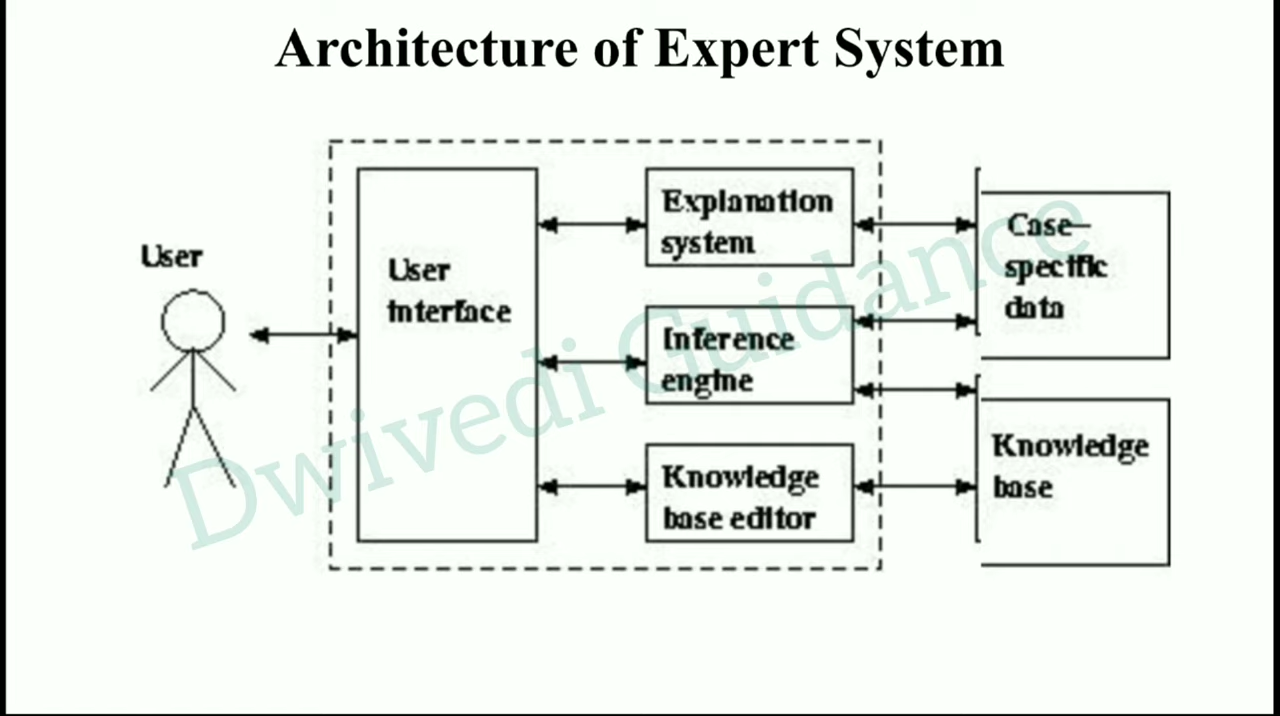 Architecture of Expert System
User
User
interface
Explanation
system
Inference
engine
Knowledge
base editor
Case-
specific
data
Knowledge
base
Dwivedi Guidance